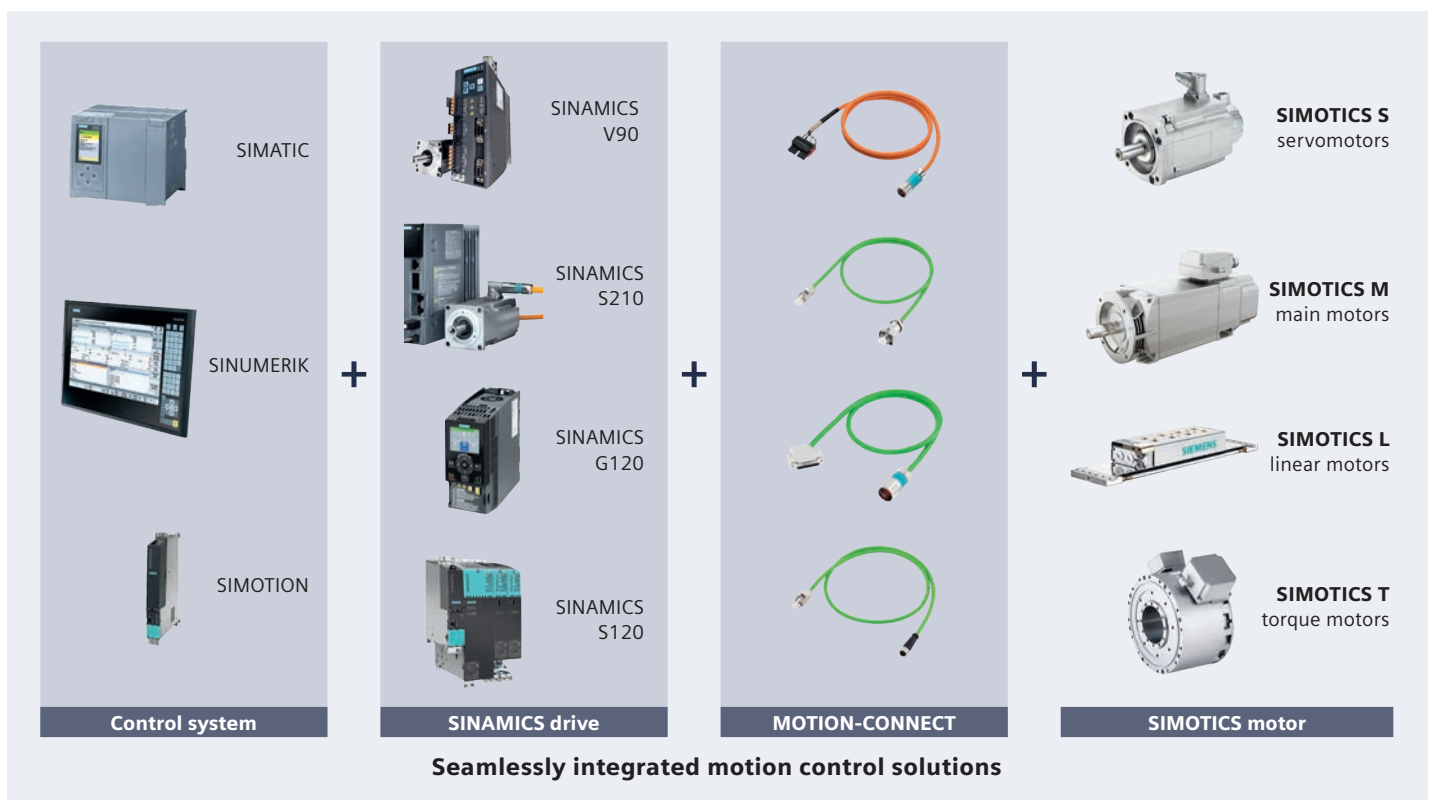 SIMATIC
SINUMERIK
SIMOTION
Control system
SINAMICS
V90
SINAMICS
S210
SINAMICS
G120
SINAMICS
S120
SINAMICS drive
MOTION-CONNECT
SIMOTICS S
servomotors
SIMOTICS M
main motors
SIEMENS
SIMOTICS L
linear motors
SIMOTICS T
torque motors
SIMOTICS motor
+
+
+
Seamlessly integrated motion control solutions